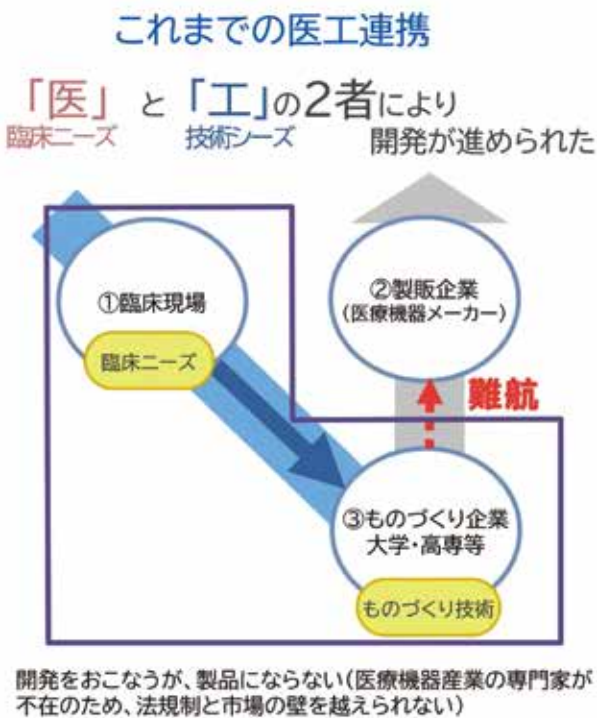 これまでの医工連携
「医」と「工」の2者により
臨床ニーズ 技術シーズ 開発が進められた
①臨床現場
臨床ニーズ
②製販企業
(医療機器メーカー)
難航
③ものづくり企業
大学・高専等
ものづくり技術
開発をおこなうが、製品にならない(医療機器産業の専門家が
不在のため、法規制と市場の壁を越えられない)